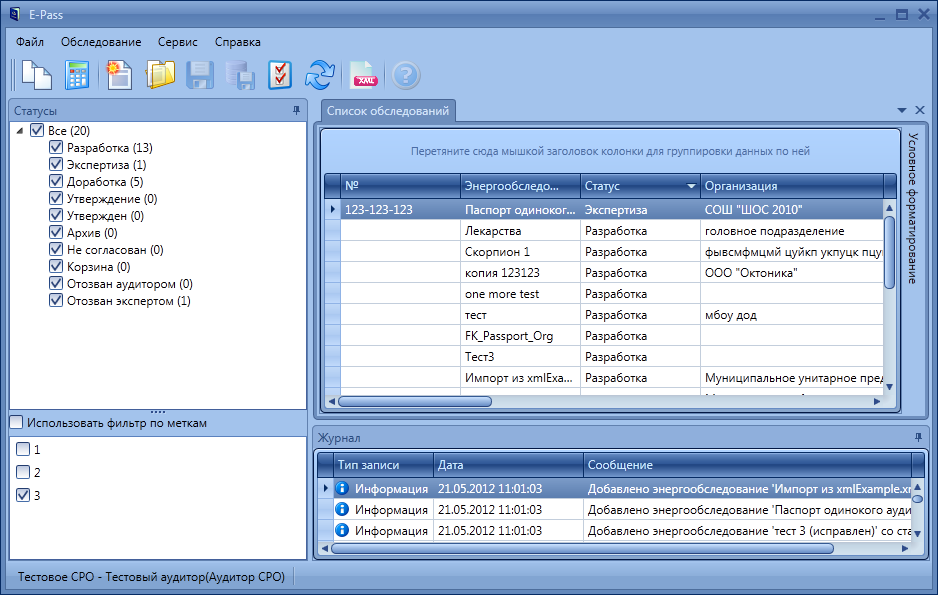 E-Pass
Файл Обследование Сервис Справка
XML ?
Статусы
Все (20)
Разработка (13)
Экспертиза (1)
Доработка (5)
Утверждение (0)
Утвержден (0)
Архив (0)
Не согласован (0)
Корзина (0)
Отозван аудитором (0)
Отозван экспертом (1)
Использовать фильтр по меткам
1
2
3
Список обследований
Перетяните сюда мышкой заголовок колонки для группировки данных по ней
№ Энергообследо... Статус Организация
123-123-123 Паспорт одиноког... Экспертиза СОШ "ШОС 2010"
Лекарства Разработка головное подразделение
Скорпион 1 Разработка фывсмфмцмй цуйкп укпуцк пцу
копия 123123 Разработка ООО "Октоника"
one more test Разработка
тест Разработка мбоу дод
FK_Passport_Org Разработка
Тест3 Разработка
Импорт из xmlExa... Разработка Муниципальное унитарное пред
Условное форматирование
Журнал
Тип записи Дата Сообщение
Информация 21.05.2012 11:01:03 Добавлено энергообследование 'Импорт из xmlExample.xm
Информация 21.05.2012 11:01:03 Добавлено энергообследование 'Паспорт одинокого ауди
Информация 21.05.2012 11:01:03 Добавлено энергообследование 'тест 3 (исправлен)' со ста
Тестовое СРО - Тестовый аудитор(Аудитор СРО)